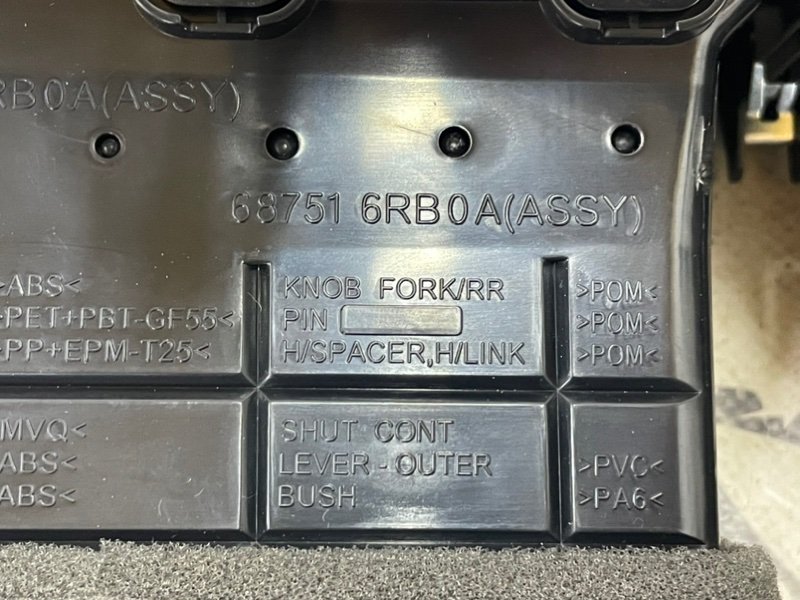 RB0A(ASSY)
68751 6RB0A(ASSY)
>ABS< KNOB FORK/RR >POM<
>PET+PBT-GF55< PIN >POM<
>PP+EPM-T25< H/SPACER,H/LINK >POM<
MVQ< SHUT CONT
ABS< LEVER-OUTER >PVC<
ABS< BUSH >PA6<